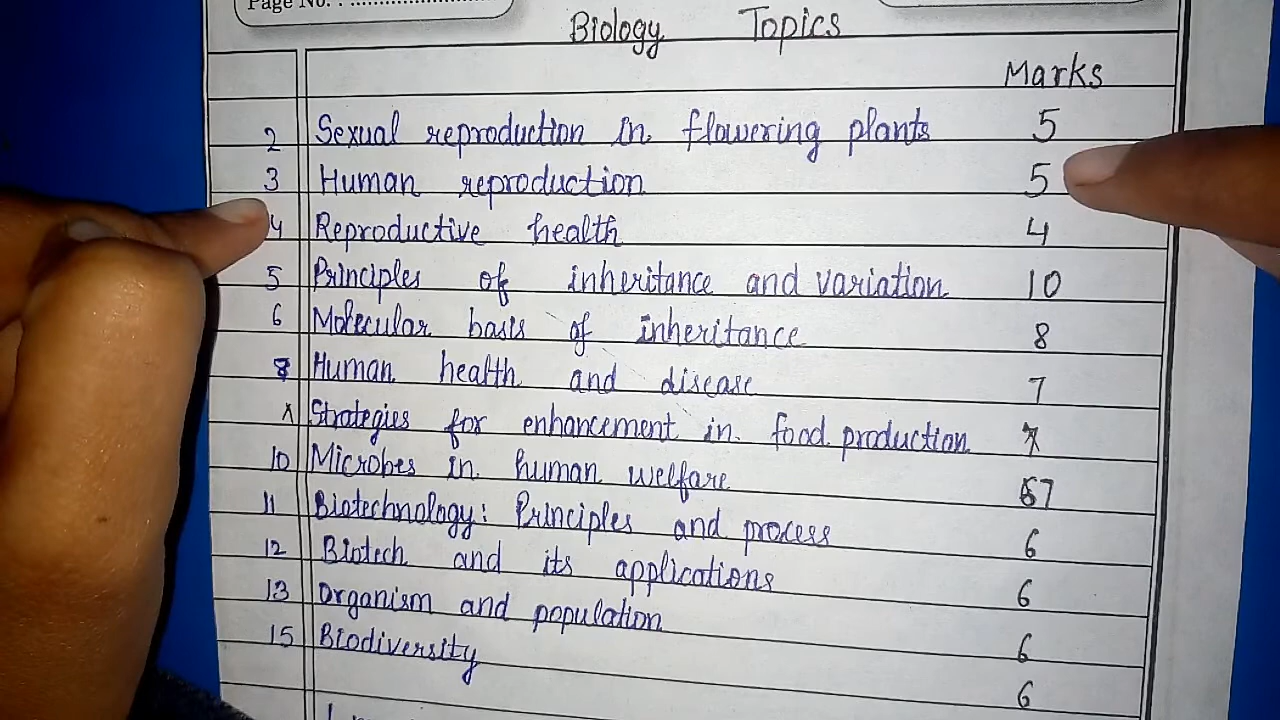 Page No. : ........................
Biology Topics
Marks
2 Sexual reproduction in flowering plants 5
3 Human reproduction 5
4 Reproductive health 4
5 Principles of inheritance and variation 10
6 Molecular basis of inheritance 8
8 Human health and disease 7
X Strategies for enhancement in food production X
10 Microbes in human welfare 7
11 Biotechnology: Principles and process 6
12 Biotech and its applications 6
13 Organism and population 6
15 Biodiversity 6